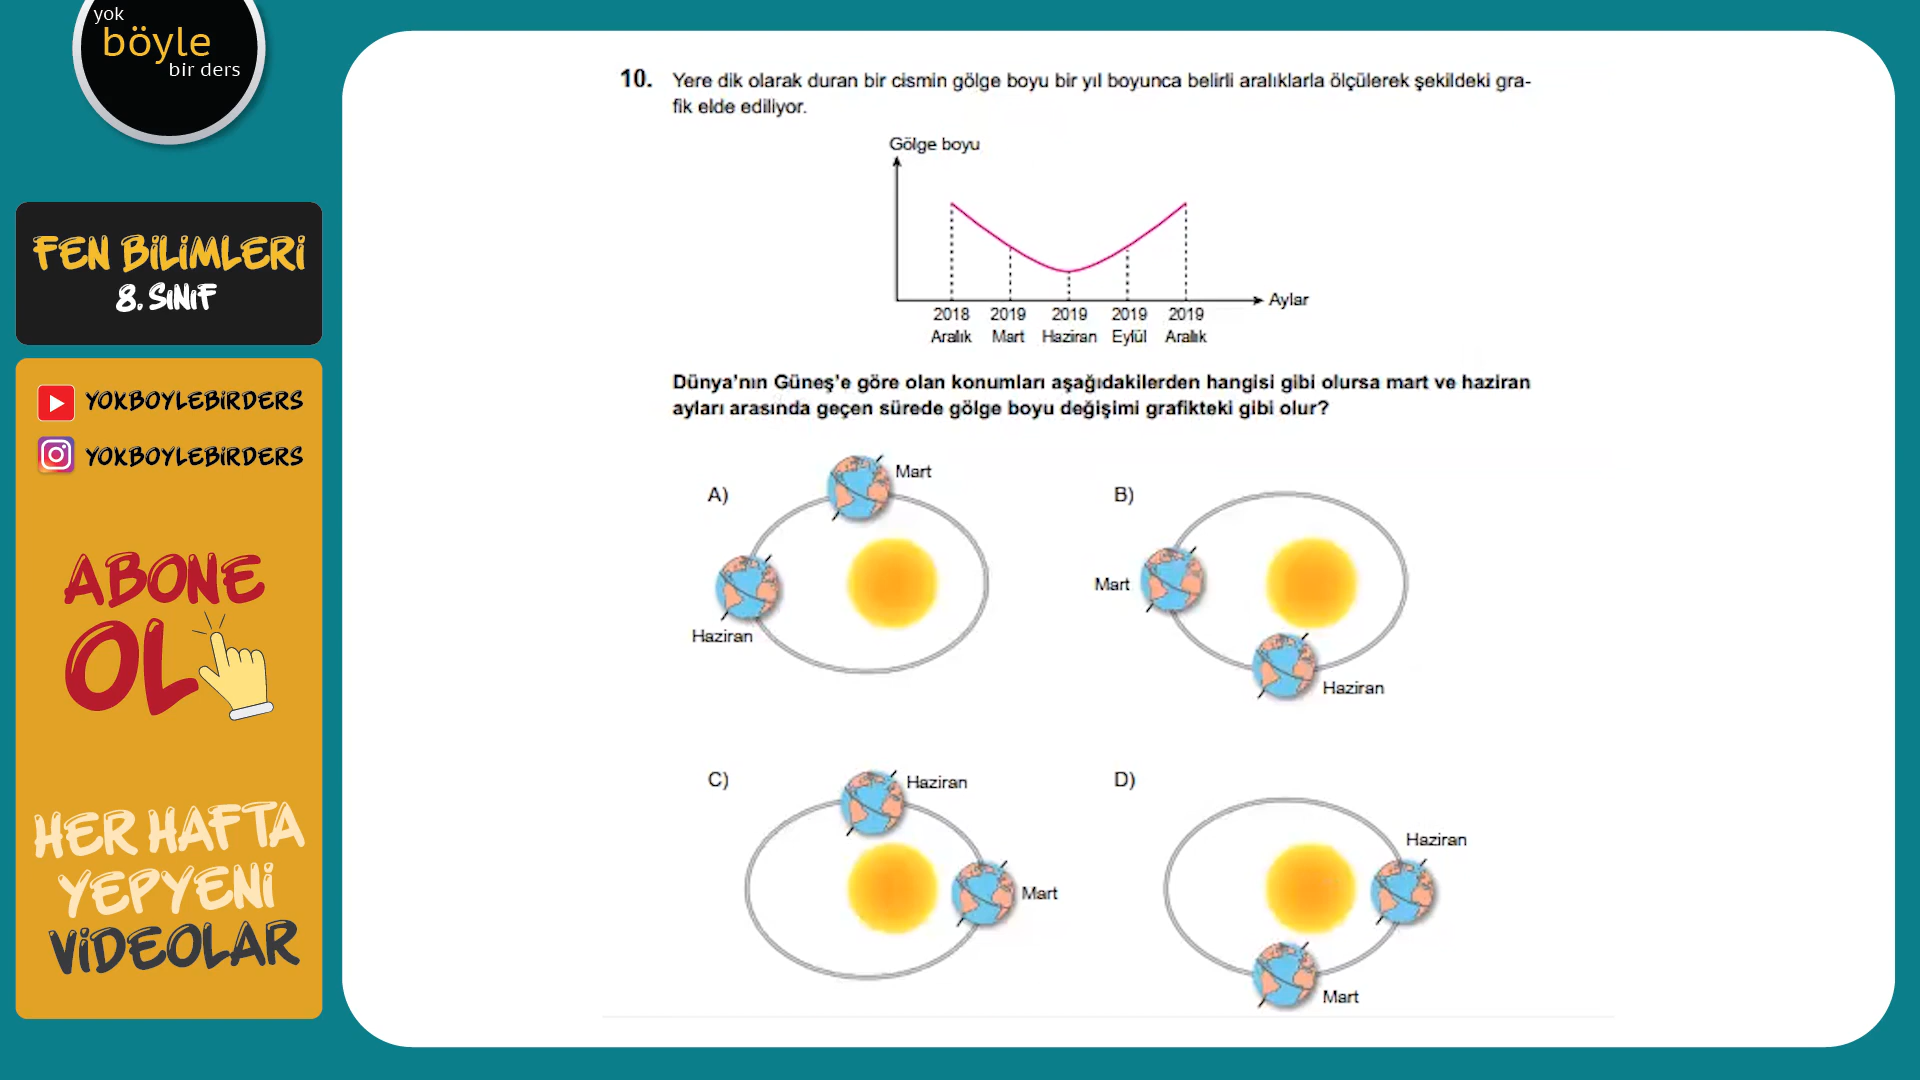 yok
böyle
bir ders
FEN BİLİMLERİ
8. SINIF
YOKBOYLEBİRDERS
YOKBOYLEBİRDERS
ABONE
OL
HER HAFTA
YEPYENİ
VİDEOLAR
10. Yere dik olarak duran bir cismin gölge boyu bir yıl boyunca belirli aralıklarla ölçülerek şekildeki gra-
fik elde ediliyor.
Gölge boyu
Aylar
2018 2019 2019 2019 2019
Aralık Mart Haziran Eylül Aralık
Dünya’nın Güneş’e göre olan konumları aşağıdakilerden hangisi gibi olursa mart ve haziran
ayları arasında geçen sürede gölge boyu değişimi grafikteki gibi olur?
A)
Mart
Haziran
B)
Mart
Haziran
C)
Haziran
Mart
D)
Haziran
Mart